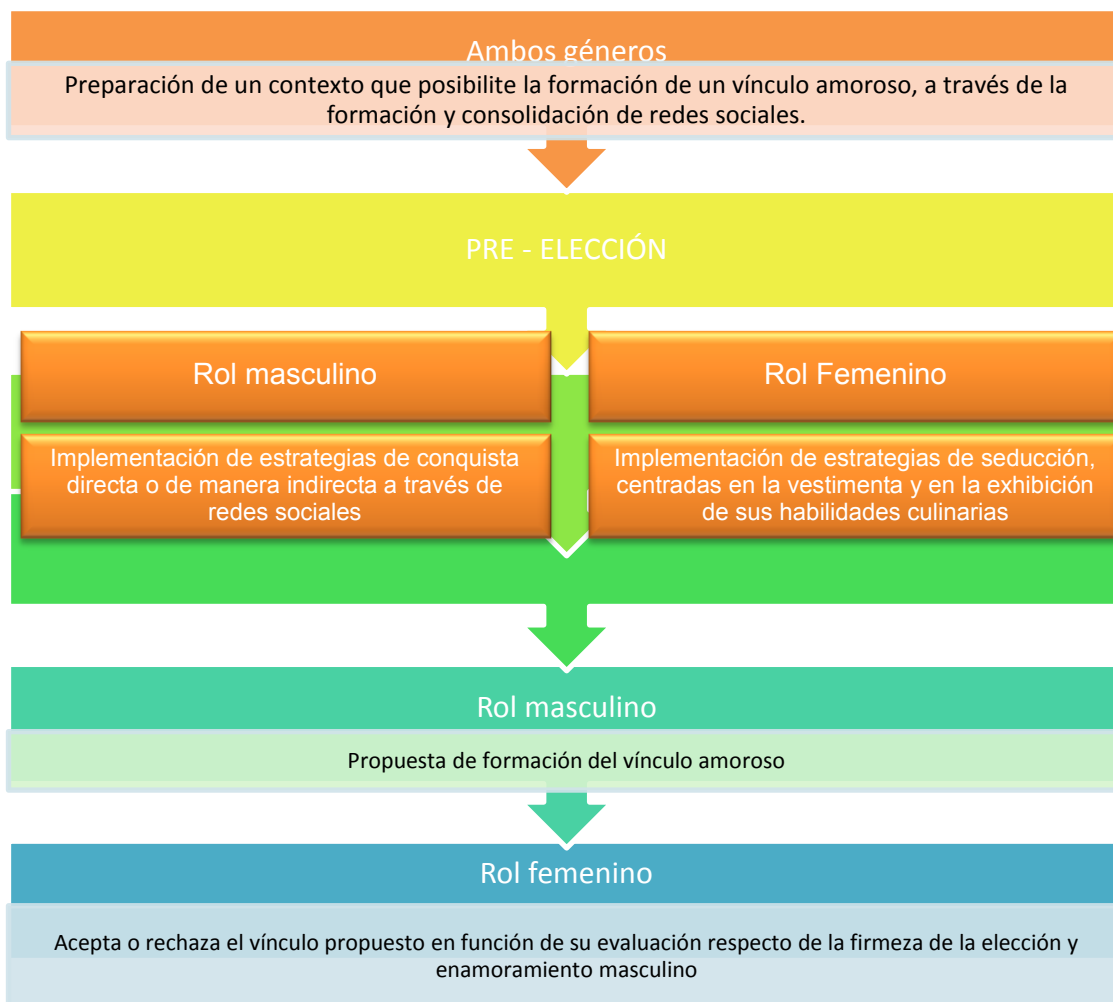 Ambos géneros
Preparación de un contexto que posibilite la formación de un vínculo amoroso, a través de la
formación y consolidación de redes sociales.
PRE - ELECCIÓN
Rol masculino
Implementación de estrategias de conquista
directa o de manera indirecta a través de
redes sociales
Rol Femenino
Implementación de estrategias de seducción,
centradas en la vestimenta y en la exhibición
de sus habilidades culinarias
Rol masculino
Propuesta de formación del vínculo amoroso
Rol femenino
Acepta o rechaza el vínculo propuesto en función de su evaluación respecto de la firmeza de la elección y
enamoramiento masculino